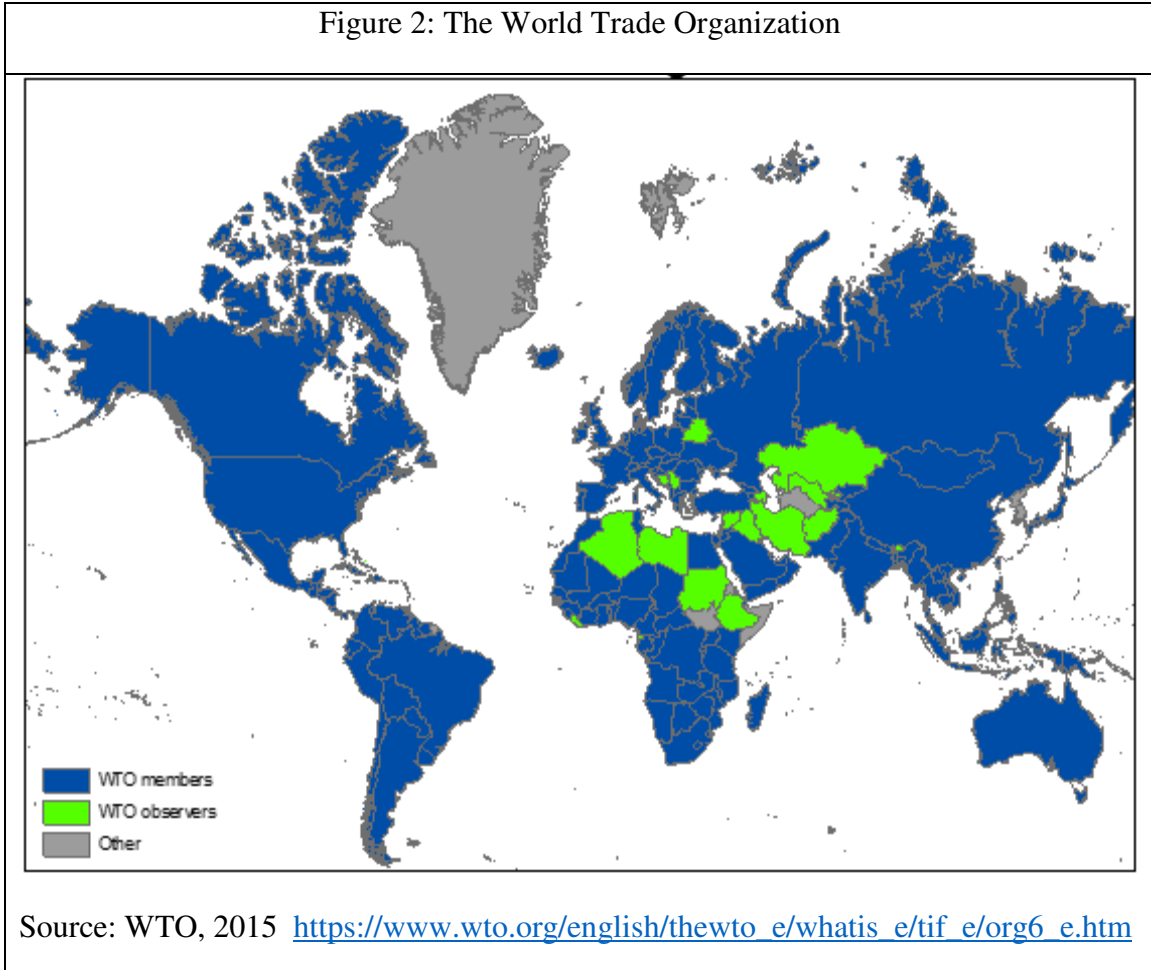 Figure 2: The World Trade Organization
WTO members
WTO observers
Other
Source: WTO, 2015 https://www.wto.org/english/thewto_e/whatis_e/tif_e/org6_e.htm